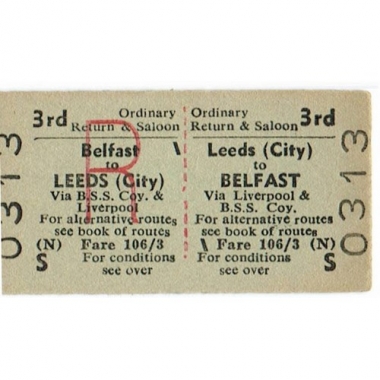 0313
3rd Ordinary
Return & Saloon
R
Belfast \
to
LEEDS (City)
Via B.S.S. Coy. &
Liverpool
For alternative routes
see book of routes
(N) Fare 106/3
For conditions
S see over
Ordinary 3rd
Return & Saloon
Leeds (City)
to
BELFAST
Via Liverpool &
B.S.S. Coy.
For alternative routes
see book of routes
\ Fare 106/3 (N)
For conditions
see over S
0313